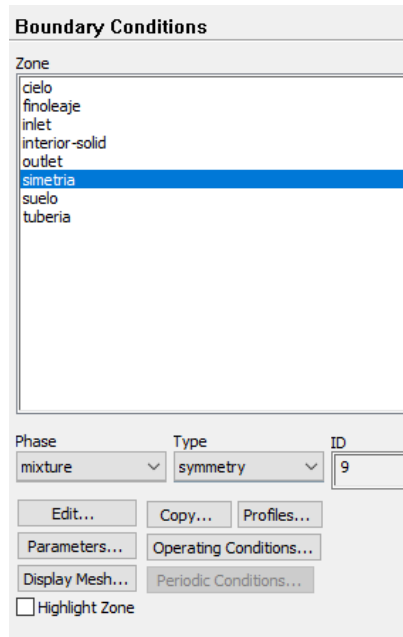 Boundary Conditions
Zone
cielo
finoleaje
inlet
interior-solid
outlet
simetria
suelo
tuberia
Phase Type ID
mixture symmetry 9
Edit... Copy... Profiles...
Parameters... Operating Conditions...
Display Mesh... Periodic Conditions...
Highlight Zone